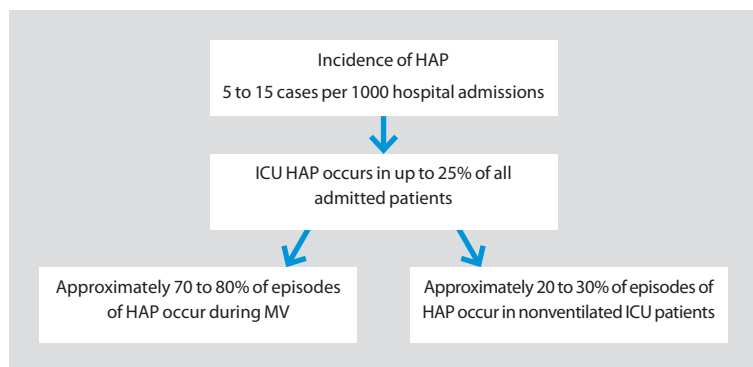 Incidence of HAP
5 to 15 cases per 1000 hospital admissions
ICU HAP occurs in up to 25% of all
admitted patients
Approximately 70 to 80% of episodes
of HAP occur during MV
Approximately 20 to 30% of episodes of
HAP occur in nonventilated ICU patients